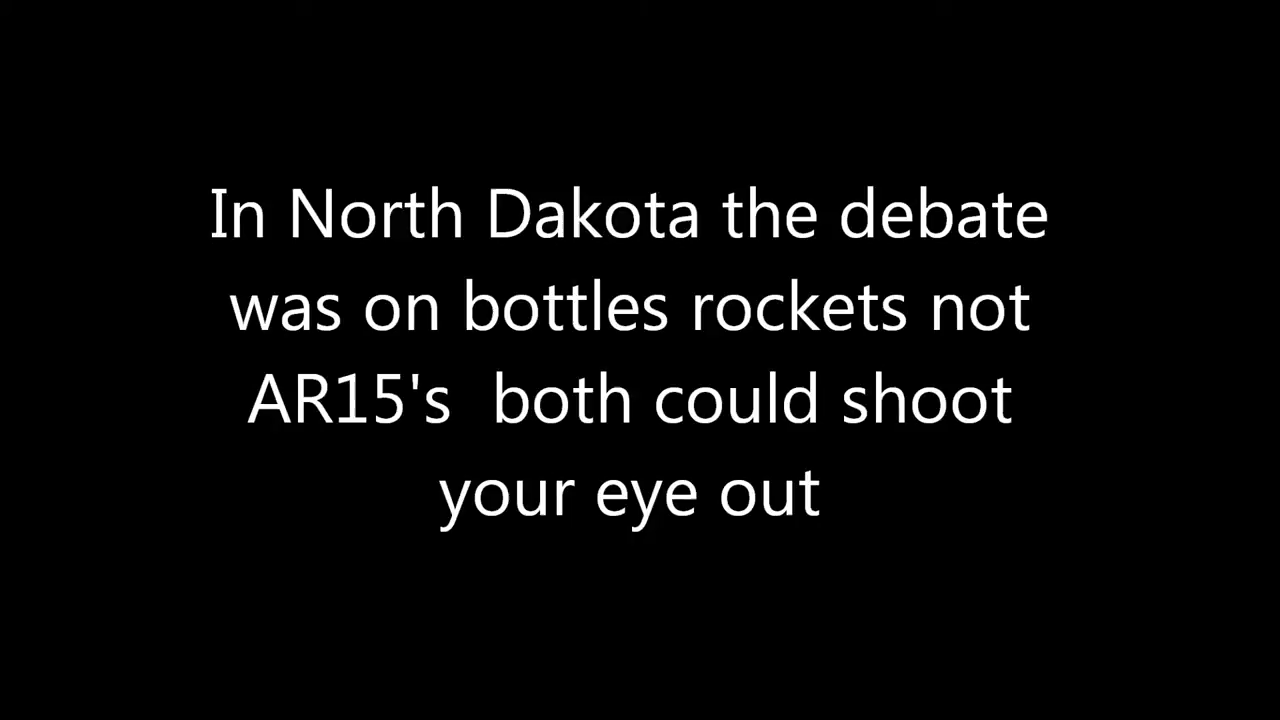 In North Dakota the debate
was on bottles rockets not
AR15's  both could shoot
your eye out